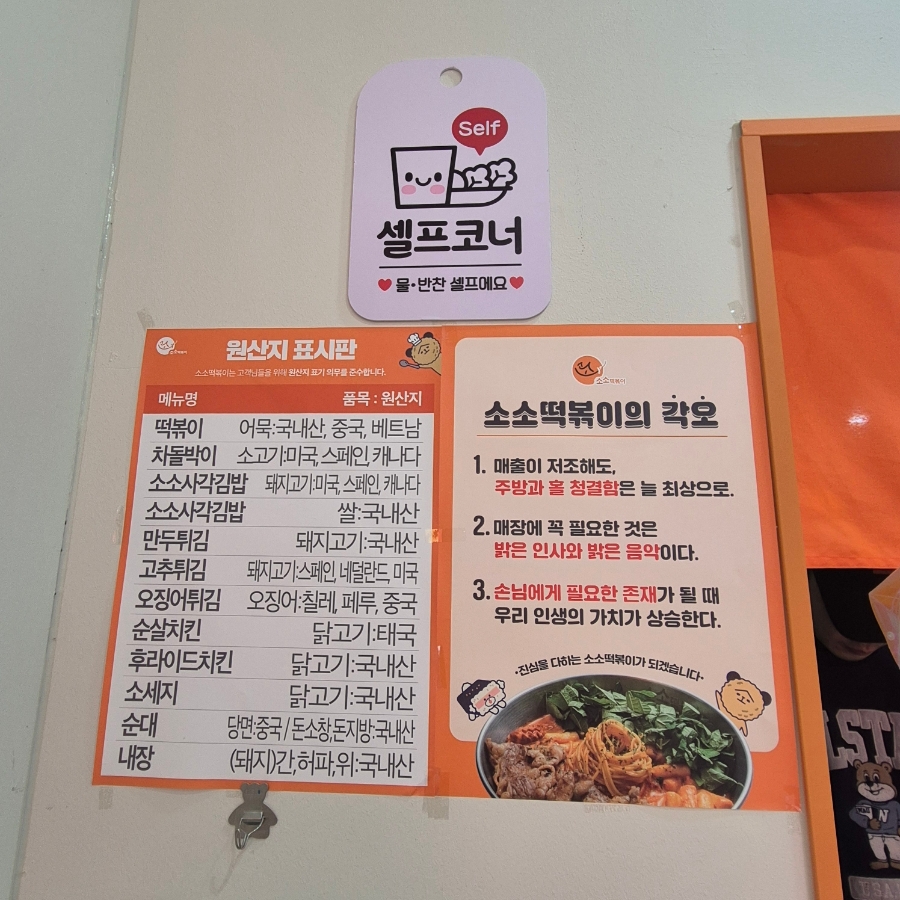 Self
셀프코너
물·반찬 셀프에요
소소떡볶이
원산지 표시판
소소떡볶이는 고객님들을 위해 원산지 표기 의무를 준수합니다.
메뉴명 품목 : 원산지
떡볶이 어묵:국내산, 중국, 베트남
차돌박이 소고기:미국, 스페인, 캐나다
소소사각김밥 돼지고기:미국, 스페인, 캐나다
소소사각김밥 쌀:국내산
만두튀김 돼지고기:국내산
고추튀김 돼지고기:스페인, 네덜란드, 미국
오징어튀김 오징어:칠레, 페루, 중국
순살치킨 닭고기:태국
후라이드치킨 닭고기:국내산
소세지 닭고기:국내산
순대 당면:중국 / 돈소창,돈지방:국내산
내장 (돼지)간,허파,위:국내산
소소떡볶이
소소떡볶이의 각오
1. 매출이 저조해도,
주방과 홀 청결함은 늘 최상으로.
2. 매장에 꼭 필요한 것은
밝은 인사와 밝은 음악이다.
3. 손님에게 필요한 존재가 될 때
우리 인생의 가치가 상승한다.
·진심을 다하는 소소떡볶이가 되겠습니다·
N
USA